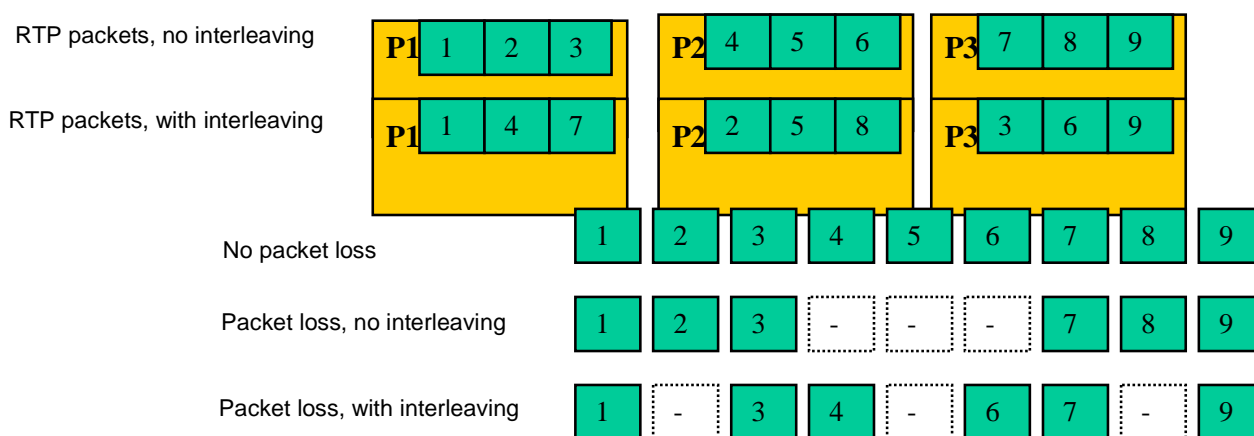 RTP packets, no interleaving P1 1 2 3 P2 4 5 6 P3 7 8 9
RTP packets, with interleaving P1 1 4 7 P2 2 5 8 P3 3 6 9
No packet loss 1 2 3 4 5 6 7 8 9
Packet loss, no interleaving 1 2 3 - - - 7 8 9
Packet loss, with interleaving 1 - 3 4 - 6 7 - 9